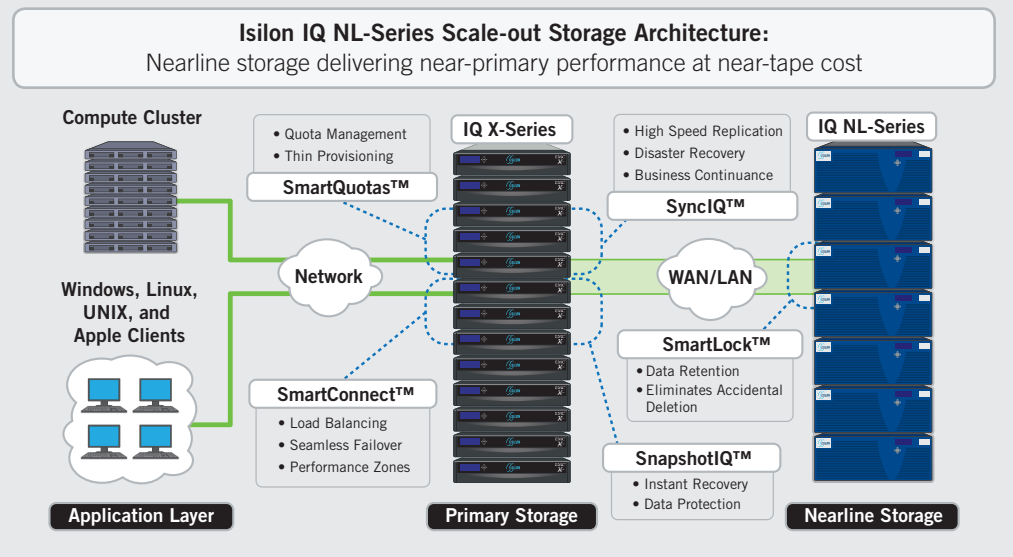 Isilon IQ NL-Series Scale-out Storage Architecture:
Nearline storage delivering near-primary performance at near-tape cost
Compute Cluster
• Quota Management
• Thin Provisioning
SmartQuotas™
IQ X-Series
• High Speed Replication
• Disaster Recovery
• Business Continuance
SyncIQ™
IQ NL-Series
Network
WAN/LAN
Windows, Linux,
UNIX, and
Apple Clients
SmartConnect™
• Load Balancing
• Seamless Failover
• Performance Zones
SmartLock™
• Data Retention
• Eliminates Accidental
Deletion
SnapshotIQ™
• Instant Recovery
• Data Protection
Application Layer
Primary Storage
Nearline Storage